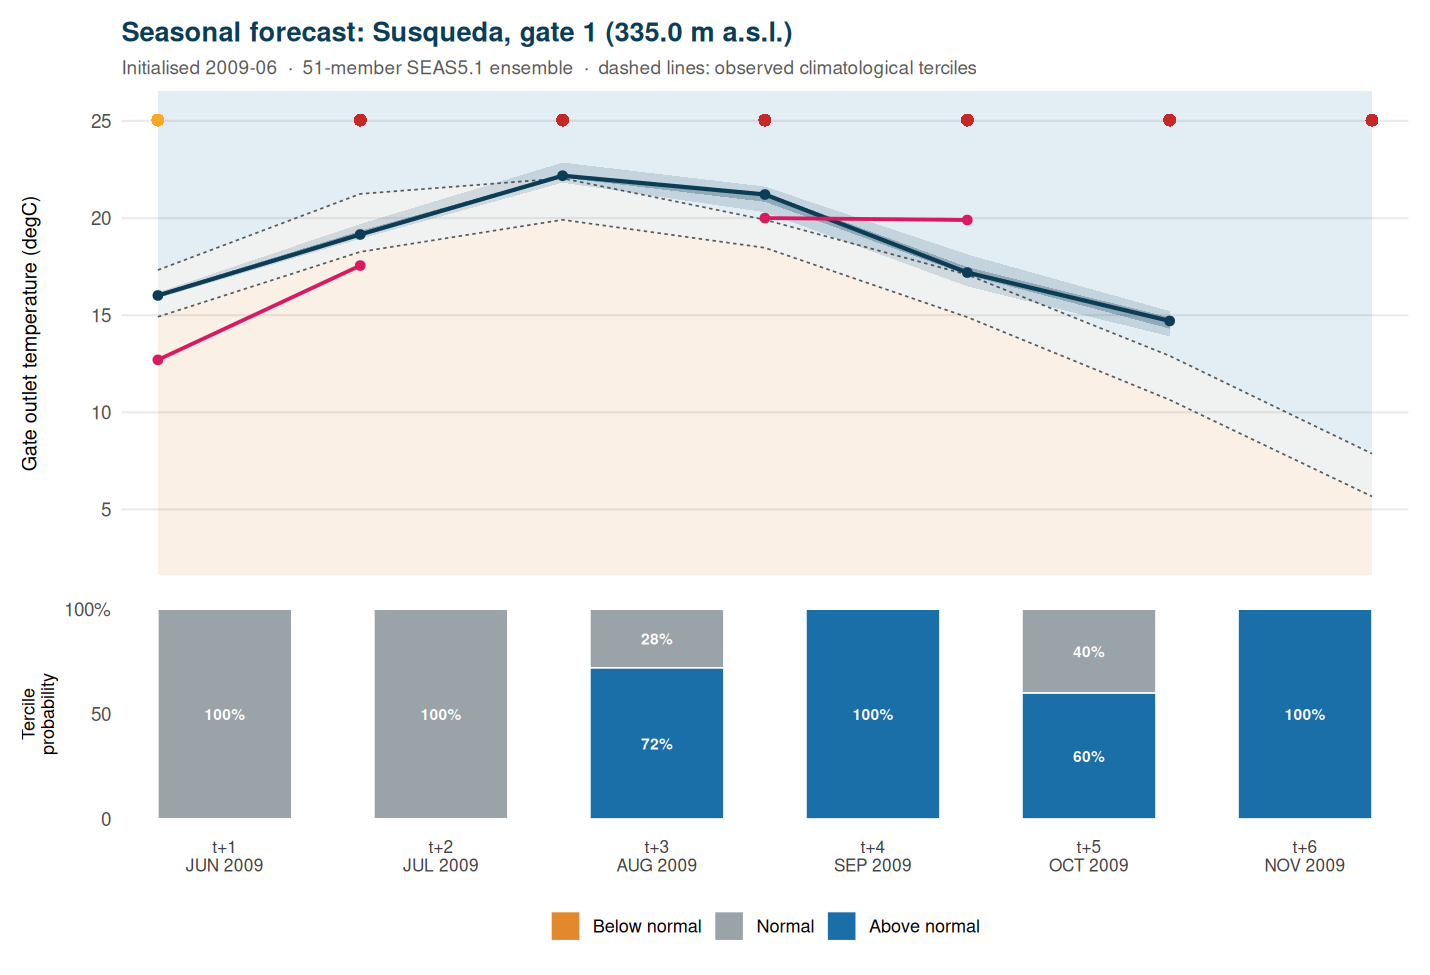 Seasonal forecast: Susqueda, gate 1 (335.0 m a.s.l.)
Initialised 2009-06 · 51-member SEAS5.1 ensemble · dashed lines: observed climatological terciles
Gate outlet temperature (degC)
25
20
15
10
5
Tercile
probability
100%
50
0
100%
100%
28%
72%
100%
40%
60%
100%
t+1
JUN 2009
t+2
JUL 2009
t+3
AUG 2009
t+4
SEP 2009
t+5
OCT 2009
t+6
NOV 2009
Below normal
Normal
Above normal